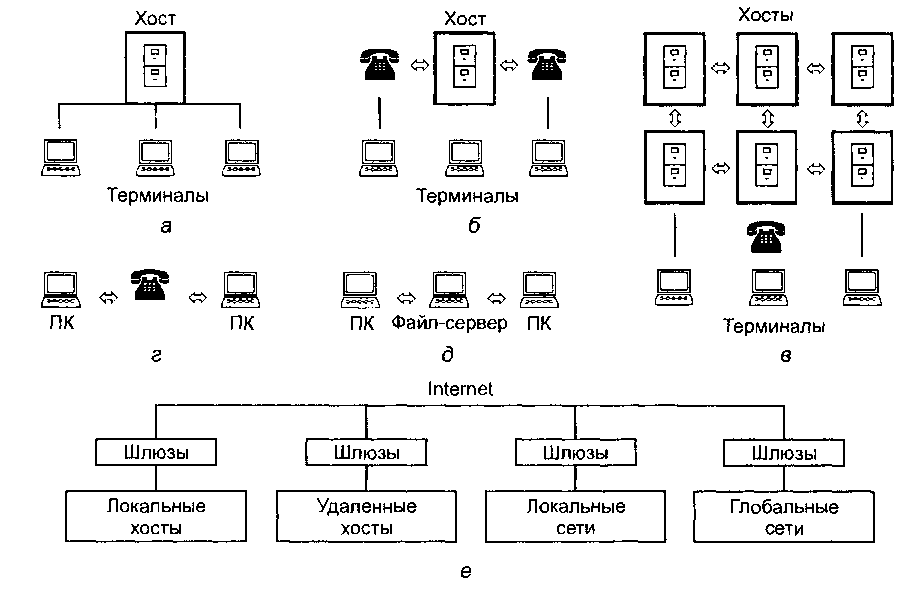 Хост
Терминалы
а
Хост
Терминалы
б
Хосты
Терминалы
в
ПК
ПК
г
ПК
Файл-сервер
ПК
д
Internet
Шлюзы
Шлюзы
Шлюзы
Шлюзы
Локальные
хосты
Удаленные
хосты
Локальные
сети
Глобальные
сети
е